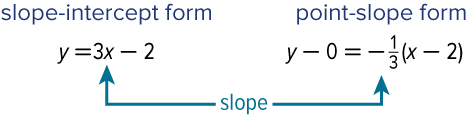 slope-intercept form point-slope form
y = 3x − 2 y − 0 = −1/3(x − 2)
slope